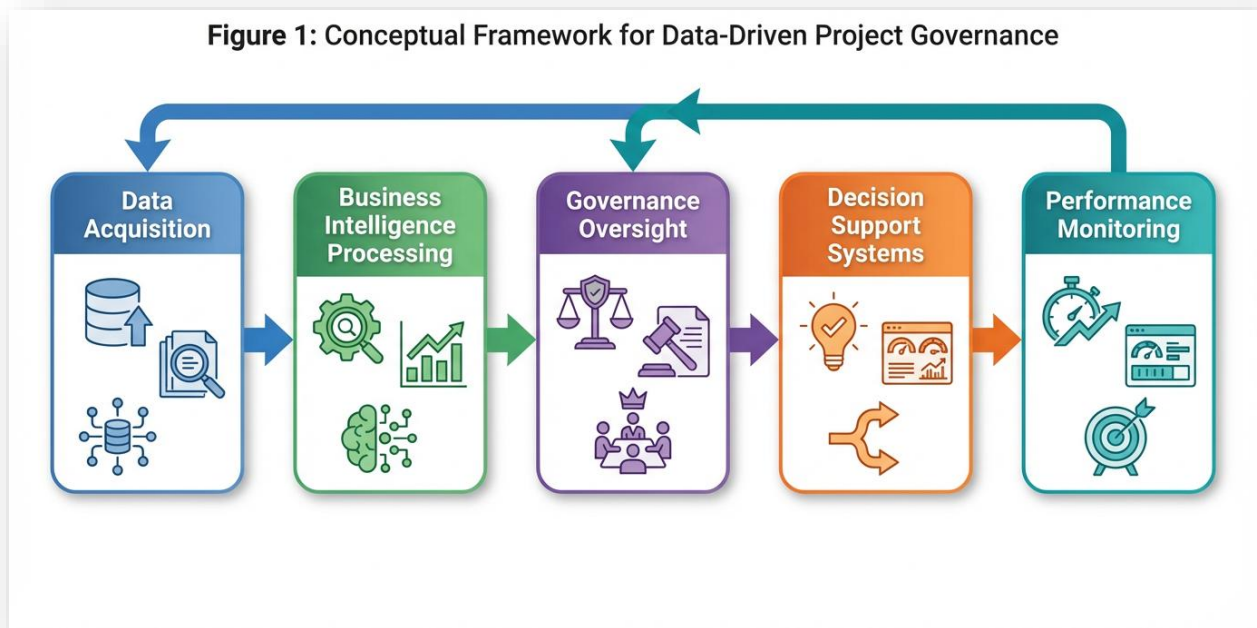 Figure 1: Conceptual Framework for Data-Driven Project Governance
Data
Acquisition
Business
Intelligence
Processing
Governance
Oversight
Decision
Support
Systems
Performance
Monitoring